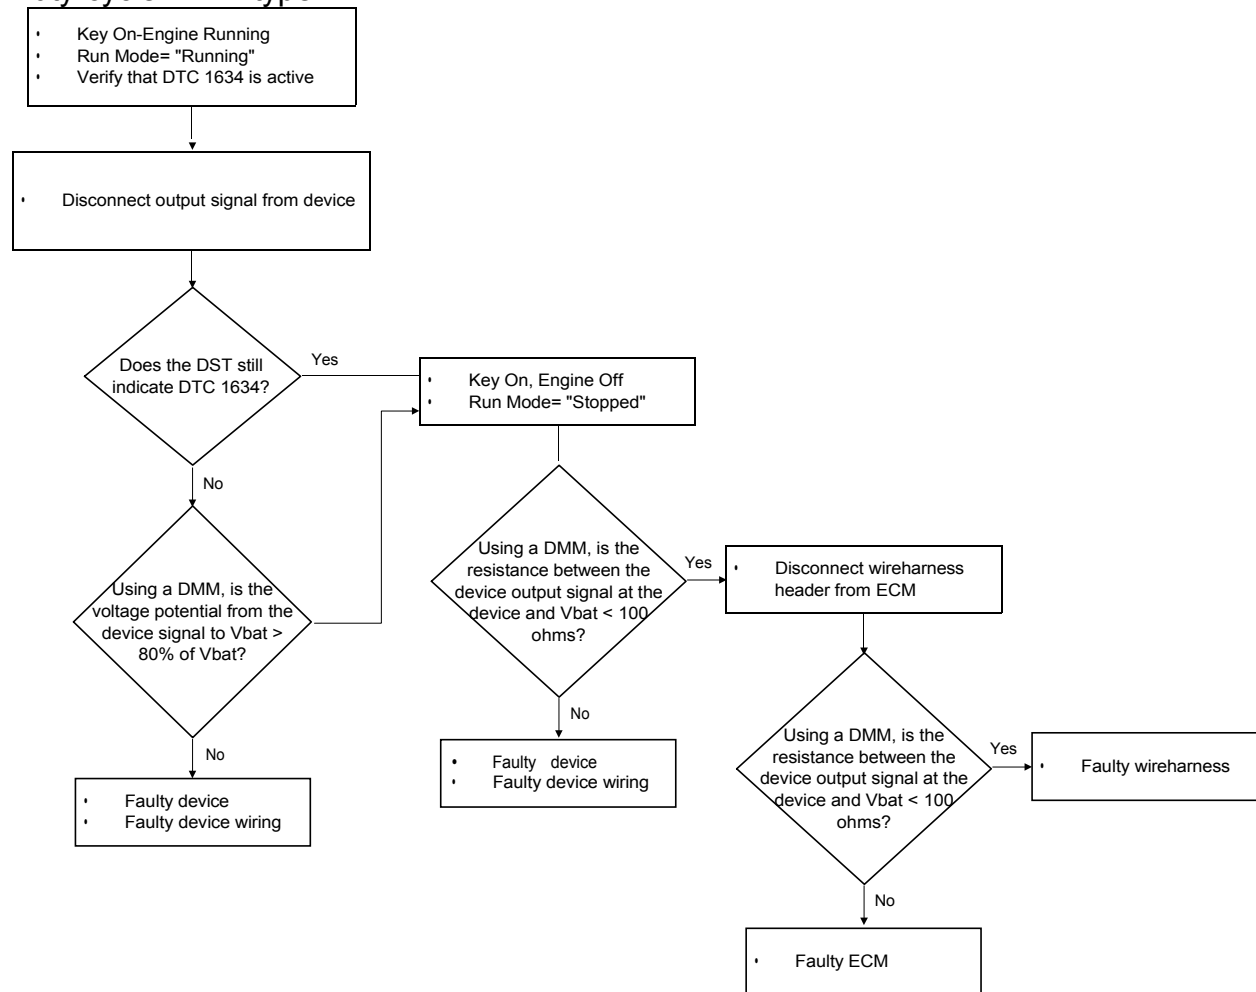 • Key On-Engine Running
• Run Mode= "Running"
• Verify that DTC 1634 is active
• Disconnect output signal from device
Does the DST still
indicate DTC 1634?
Yes
• Key On, Engine Off
• Run Mode= "Stopped"
No
Using a DMM, is the
voltage potential from the
device signal to Vbat >
80% of Vbat?
No
• Faulty device
• Faulty device wiring
Using a DMM, is the
resistance between the
device output signal at the
device and Vbat < 100
ohms?
Yes
• Disconnect wireharness
header from ECM
No
• Faulty device
• Faulty device wiring
Using a DMM, is the
resistance between the
device output signal at the
device and Vbat < 100
ohms?
Yes
• Faulty wireharness
No
• Faulty ECM